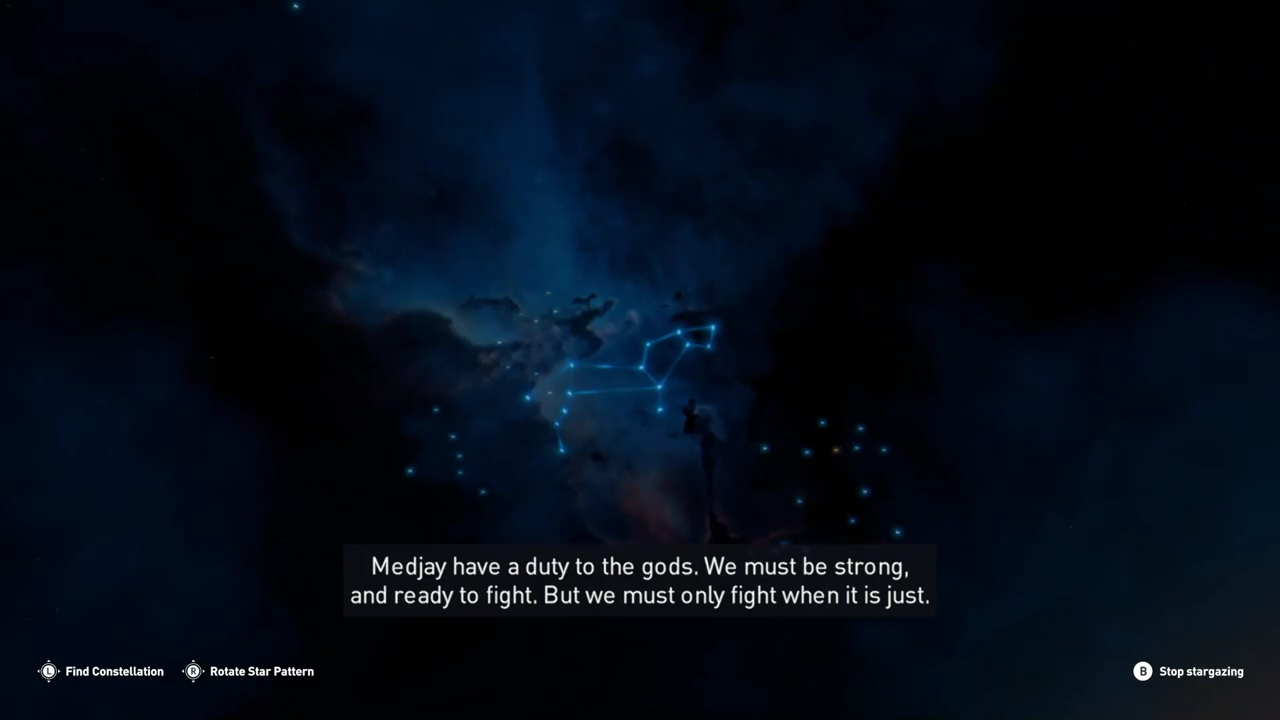 Medjay have a duty to the gods. We must be strong,
and ready to fight. But we must only fight when it is just.
L Find Constellation R Rotate Star Pattern B Stop stargazing